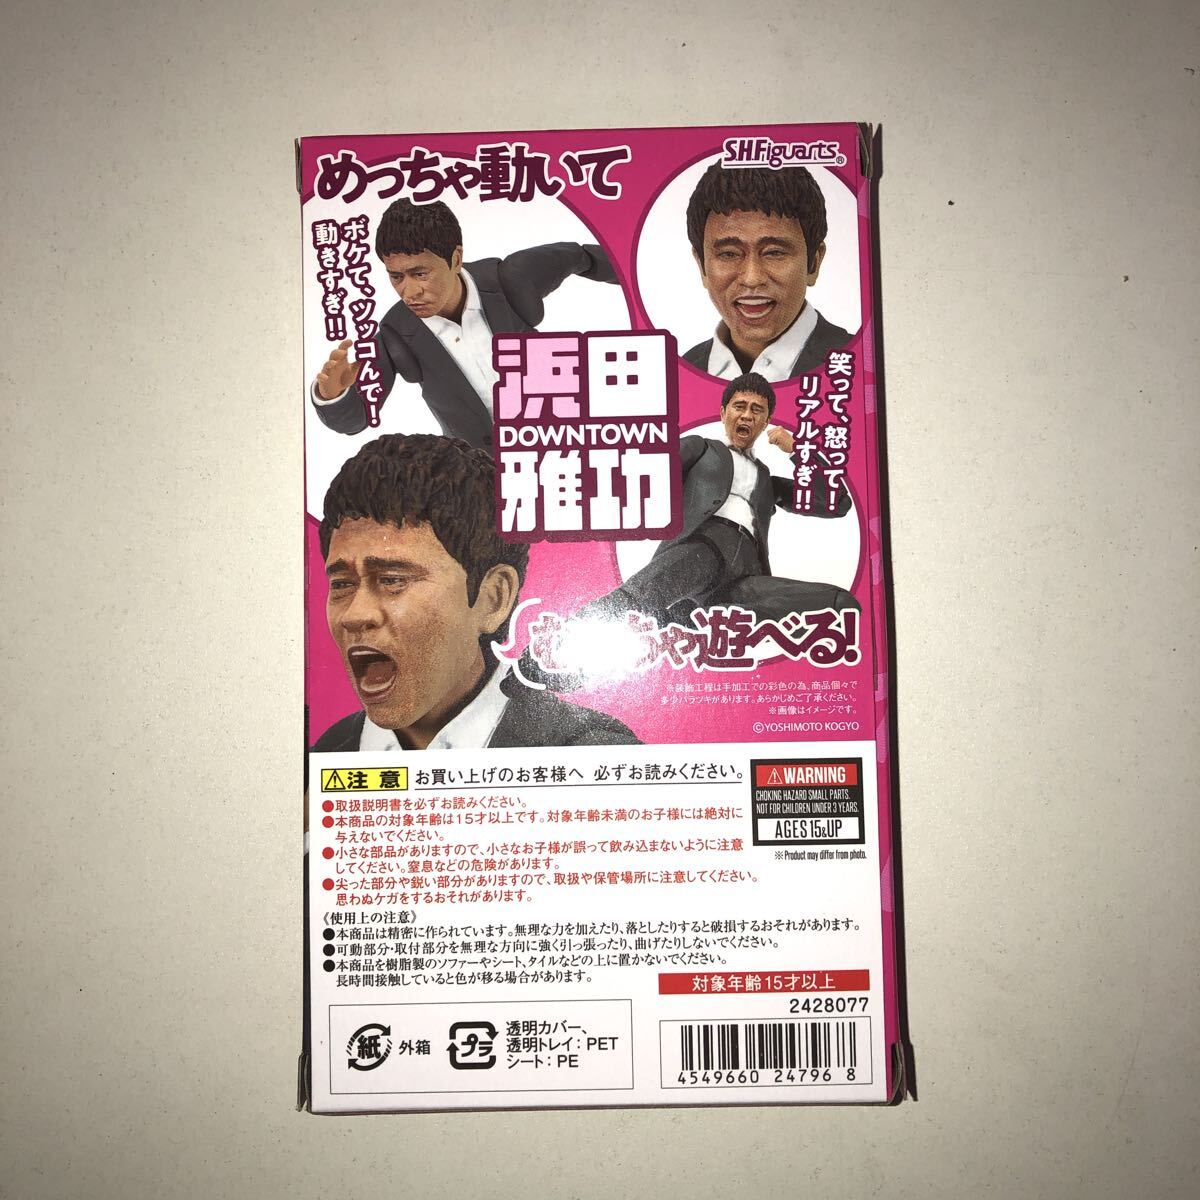 めっちゃ動いて
S.H.Figuarts®
ボケて、ツッコんで！
動きすぎ!!
笑って、怒って！
リアルすぎ!!
浜田
DOWNTOWN
雅功
遊べる!
※装飾工程は手加工での彩色の為、商品個々で
多少バラツキがあります。あらかじめご了承ください。
※画像はイメージです。
©YOSHIMOTO KOGYO
注意 お買い上げのお客様へ 必ずお読みください。
●取扱説明書を必ずお読みください。
●本商品の対象年齢は15才以上です。対象年齢未満のお子様には絶対に
与えないでください。
●小さな部品がありますので、小さなお子様が誤って飲み込まないように注意
してください。窒息などの危険があります。
●尖った部分や鋭い部分がありますので、取扱や保管場所に注意してください。
思わぬケガをするおそれがあります。
《使用上の注意》
●本商品は精密に作られています。無理な力を加えたり、落としたりすると破損するおそれがあります。
●可動部分・取付部分を無理な方向に強く引っ張ったり、曲げたりしないでください。
●本商品を樹脂製のソファーやシート、タイルなどの上に置かないでください。
長時間接触していると色が移る場合があります。
WARNING
CHOKING HAZARD SMALL PARTS.
NOT FOR CHILDREN UNDER 3 YEARS.
AGES 15&UP
※Product may differ from photo.
対象年齢15才以上
2428077
紙 外箱
プラ 透明カバー、
透明トレイ：PET
シート：PE
4549660 24796 8